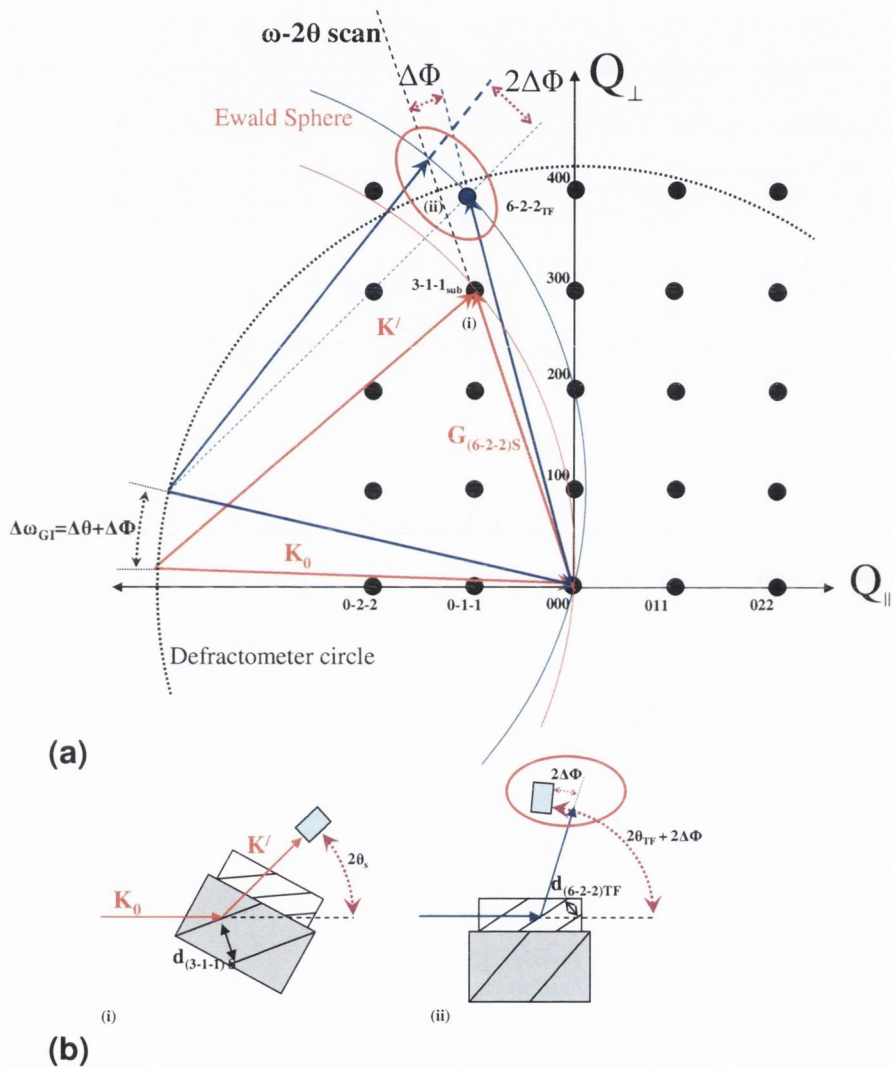 ω-2θ scan
ΔΦ
2ΔΦ
Q⊥
Ewald Sphere
400
(ii)
6-2-2TF
300
3-1-1sub
(i)
K/
200
G(6-2-2)S
100
ΔωGI=Δθ+ΔΦ
K0
Q||
0-2-2
0-1-1
000
011
022
Defractometer circle
(a)
2ΔΦ
K/
2θs
2θTF + 2ΔΦ
K0
d(6-2-2)TF
d(3-1-1)S
(i)
(ii)
(b)